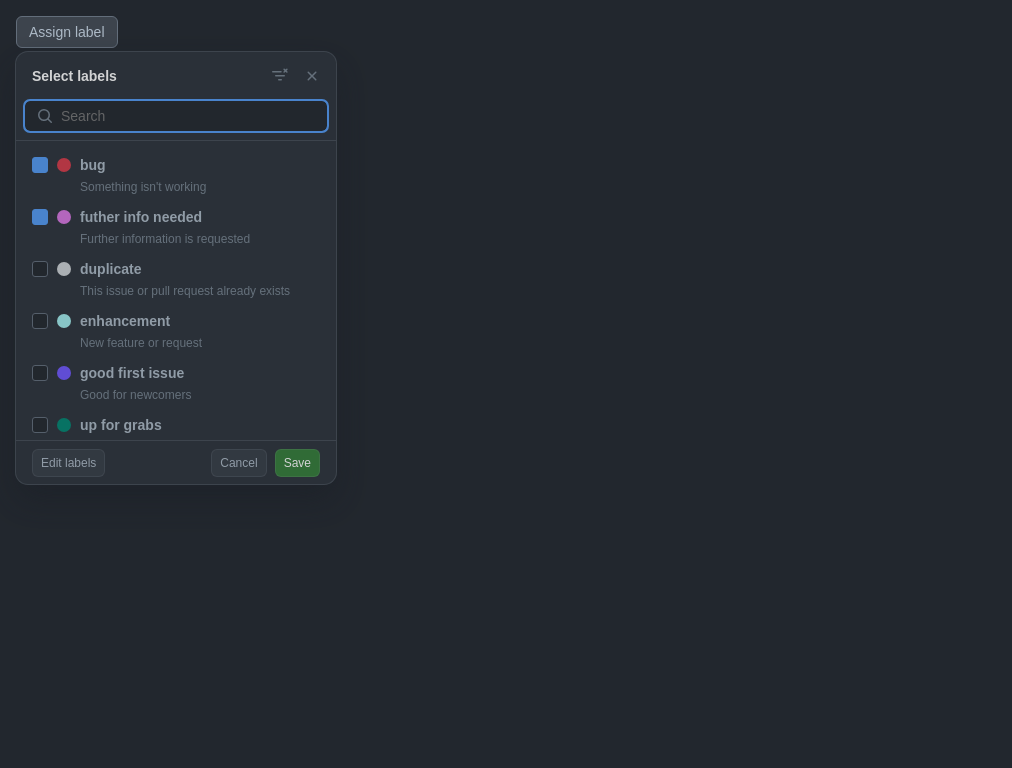 Assign label
Select labels
Search
bug
Something isn't working
futher info needed
Further information is requested
duplicate
This issue or pull request already exists
enhancement
New feature or request
good first issue
Good for newcomers
up for grabs
Edit labels
Cancel
Save